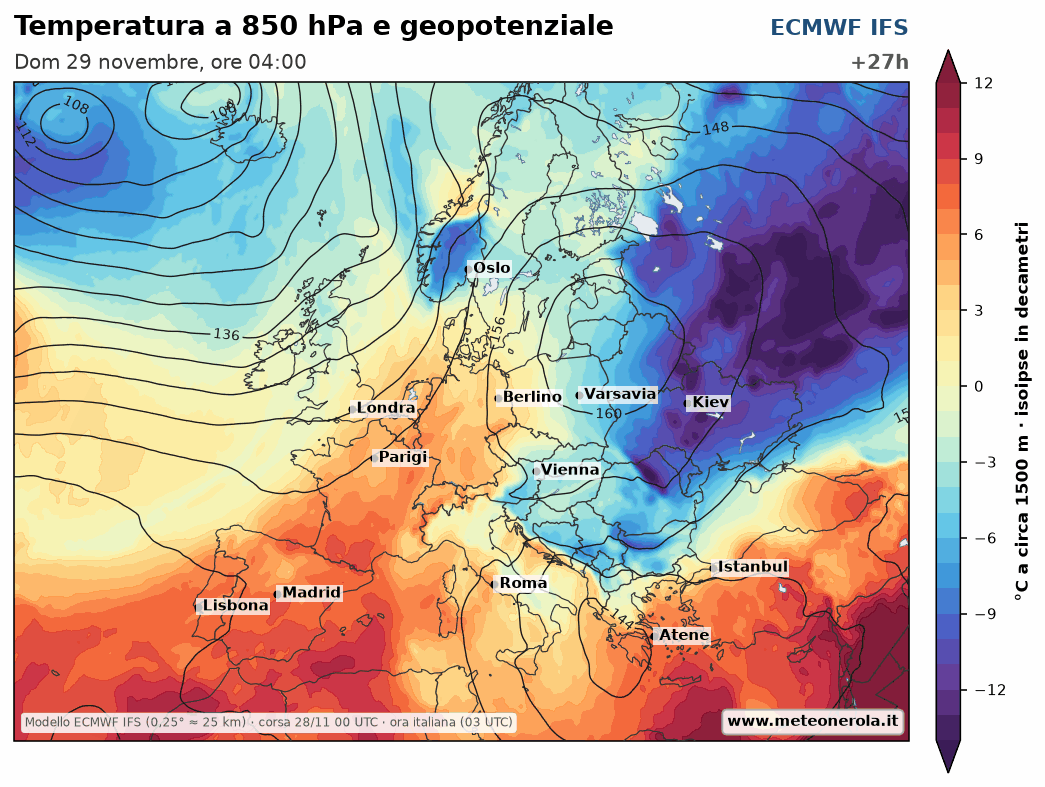 Temperatura a 850 hPa e geopotenziale
ECMWF IFS
Dom 29 novembre, ore 04:00
+27h
108
108
112
148
136
156
160
144
Oslo
Berlino
Varsavia
Kiev
Londra
Parigi
Vienna
Roma
Istanbul
Madrid
Lisbona
Atene
12
9
6
3
0
−3
−6
−9
−12
°C a circa 1500 m · isoipse in decametri
Modello ECMWF IFS (0,25° ≈ 25 km) · corsa 28/11 00 UTC · ora italiana (03 UTC)
www.meteonerola.it